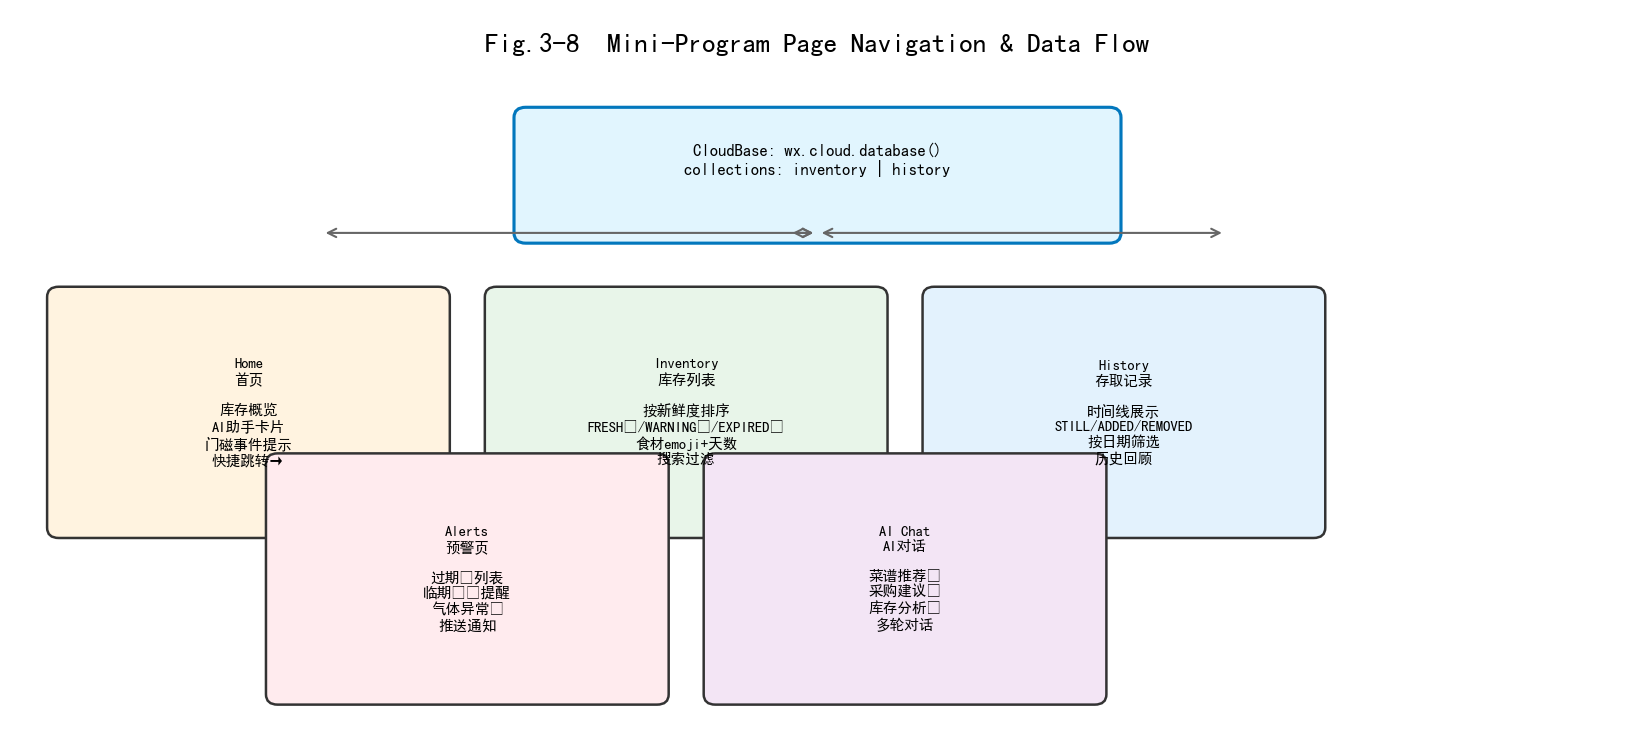 Fig.3-8  Mini-Program Page Navigation & Data Flow
CloudBase: wx.cloud.database()
collections: inventory | history
Home
首页
库存概览
AI助手卡片
门磁事件提示
快捷跳转→
Inventory
库存列表
按新鲜度排序
FRESH□/WARNING□/EXPIRED□
食材emoji+天数
搜索过滤
History
存取记录
时间线展示
STILL/ADDED/REMOVED
按日期筛选
历史回顾
Alerts
预警页
过期□列表
临期□□提醒
气体异常□
推送通知
AI Chat
AI对话
菜谱推荐□
采购建议□
库存分析□
多轮对话